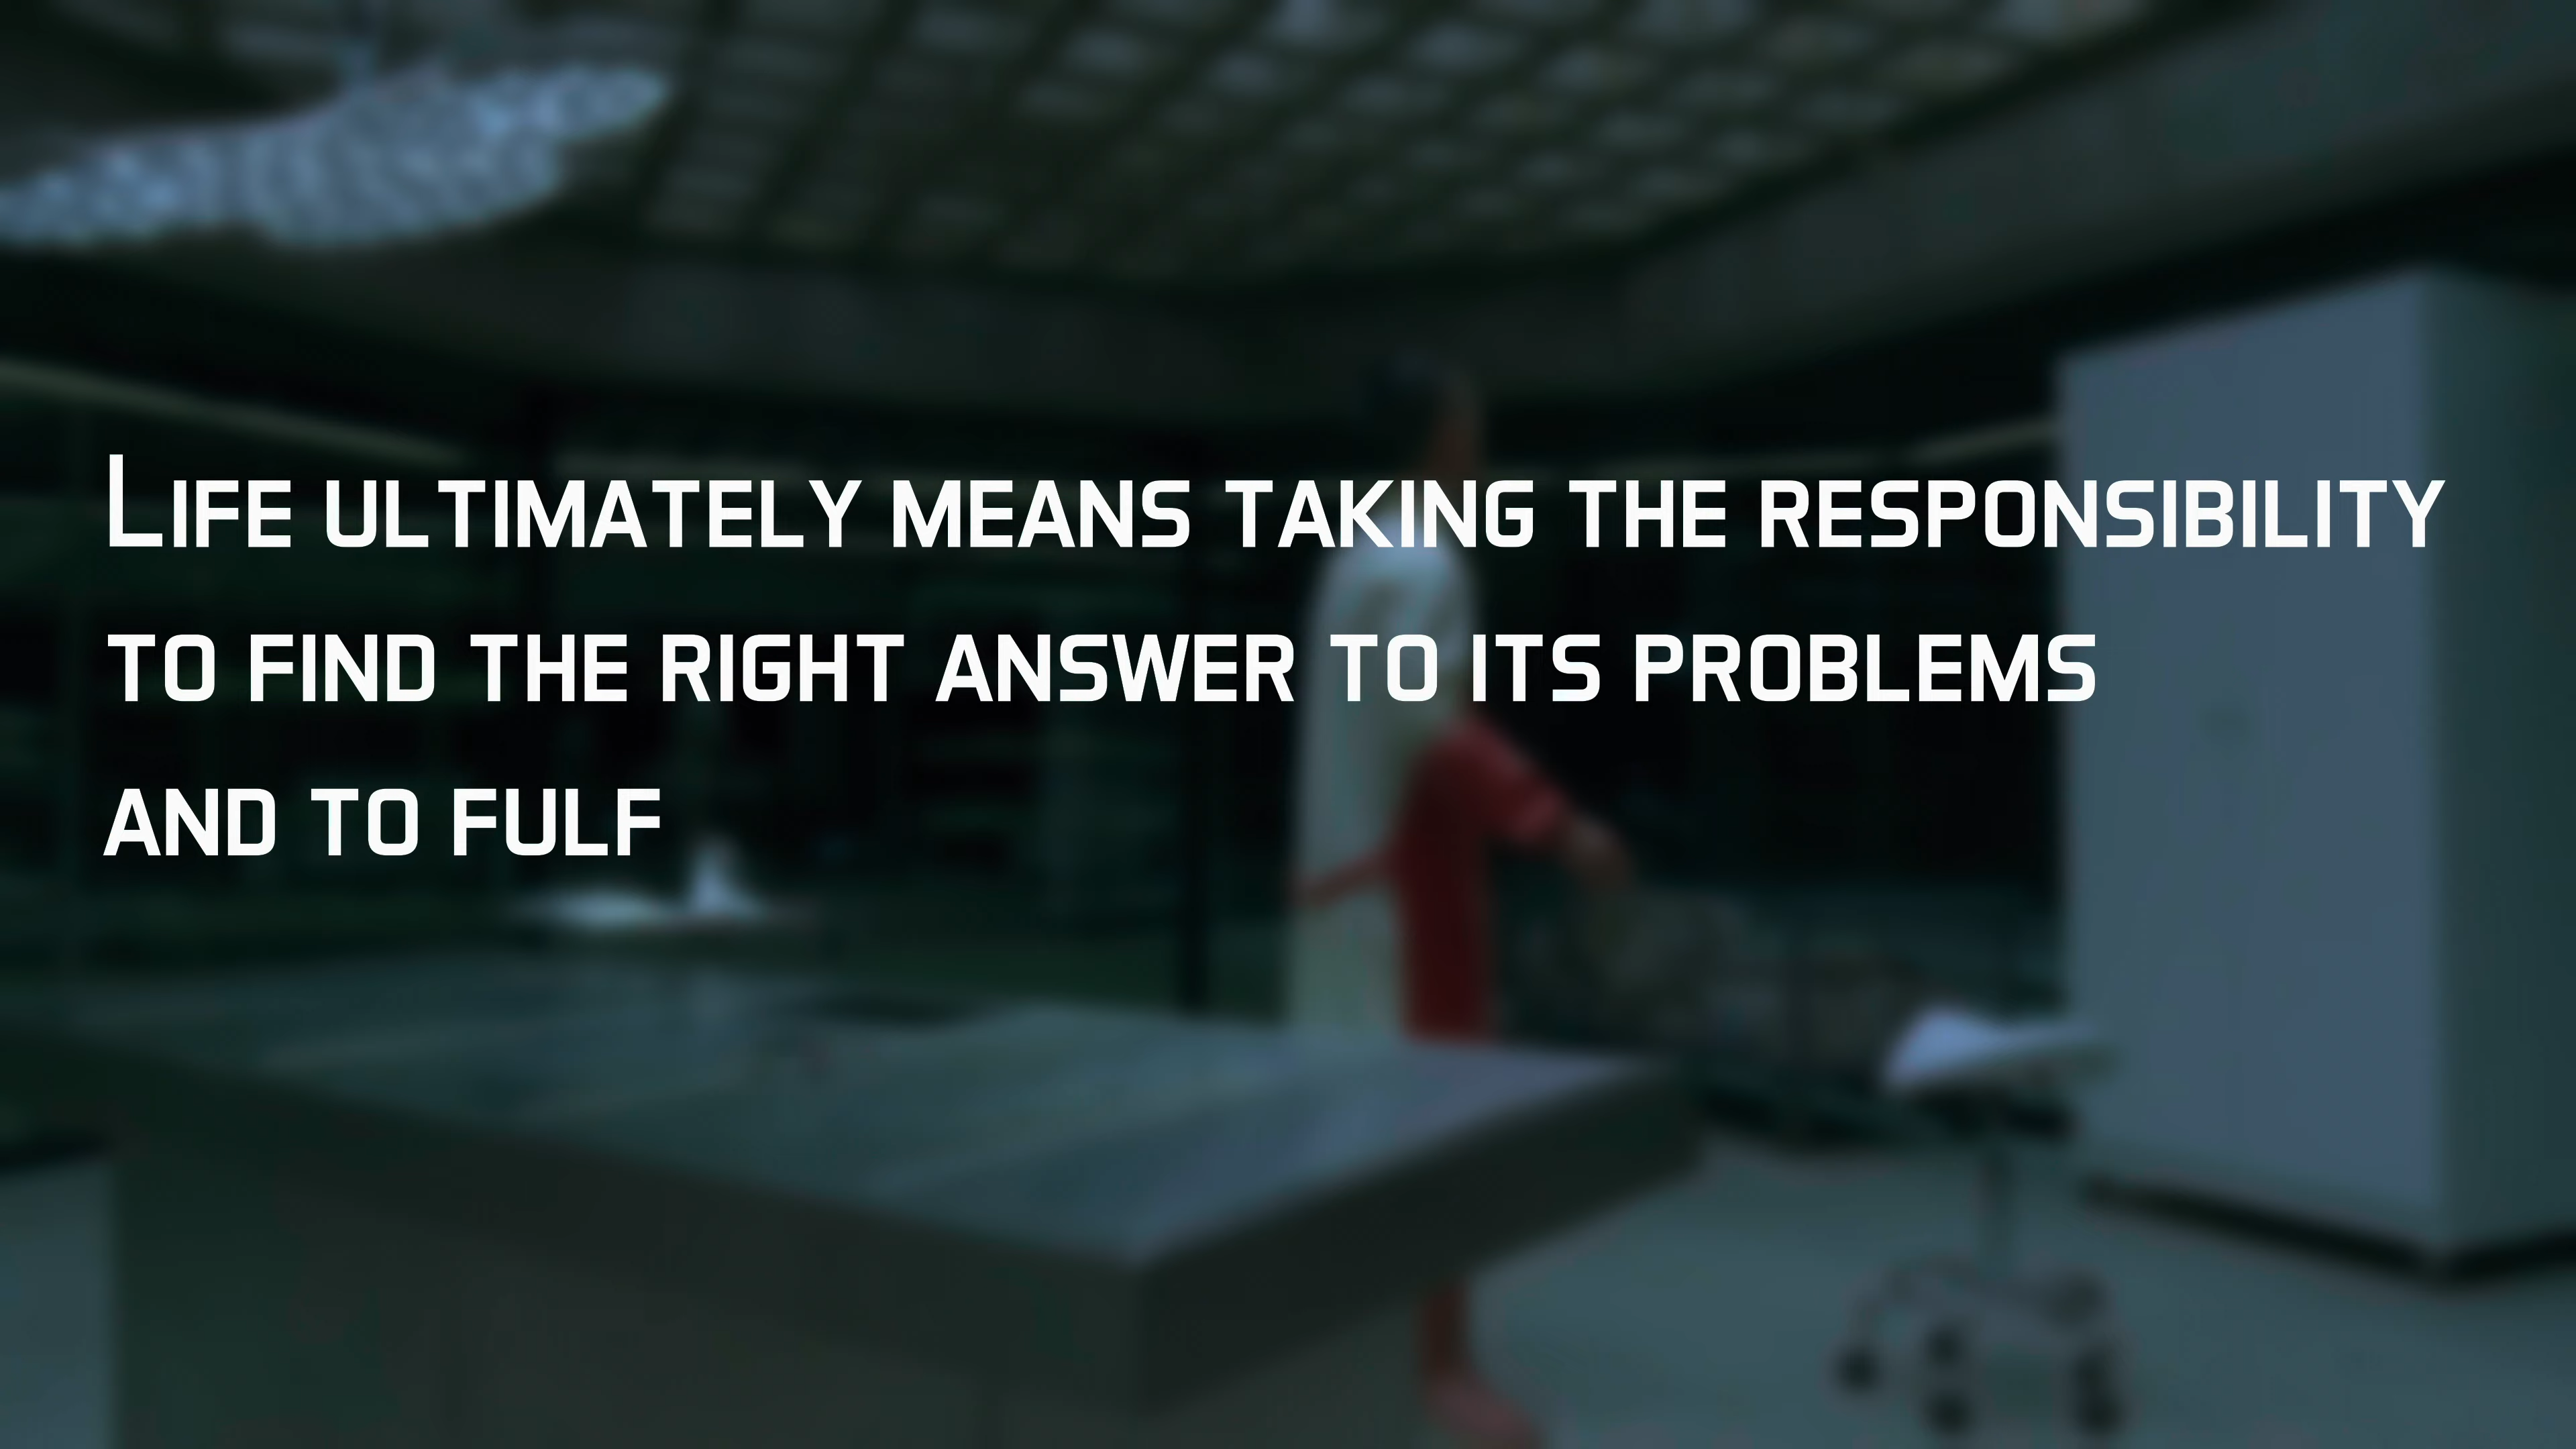 Life ultimately means taking the responsibility
to find the right answer to its problems
and to fulf